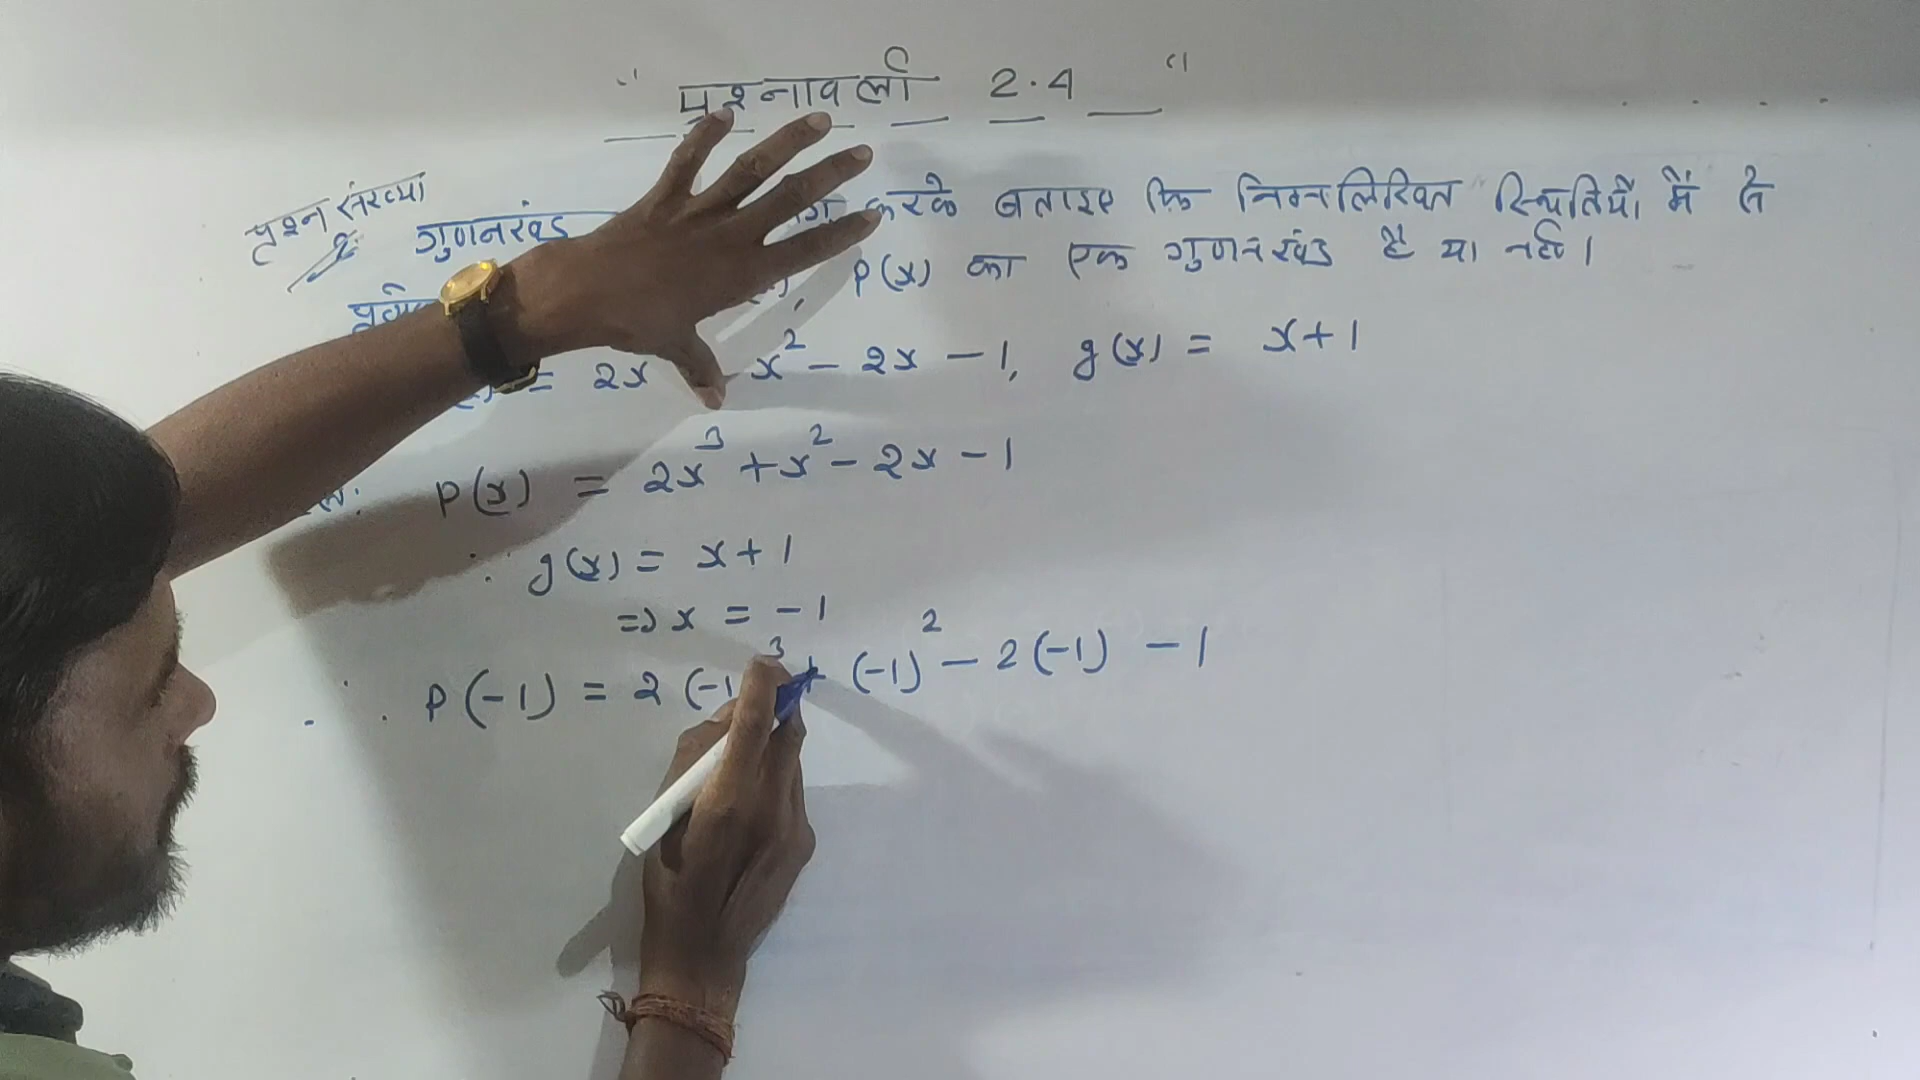 " प्रश्नावली 2.4 "
प्रश्न संख्या
गुणनखंड करके बताइए कि निम्नलिखित स्थितियों में से
P(x) का एक गुणनखंड है या नहीं।
= 2x x² - 2x - 1, g(x) = x+1
P(x) = 2x³ + x² - 2x - 1
g(x) = x+1
⇒ x = -1
∴ P(-1) = 2(-1 ³ + (-1)² - 2(-1) - 1